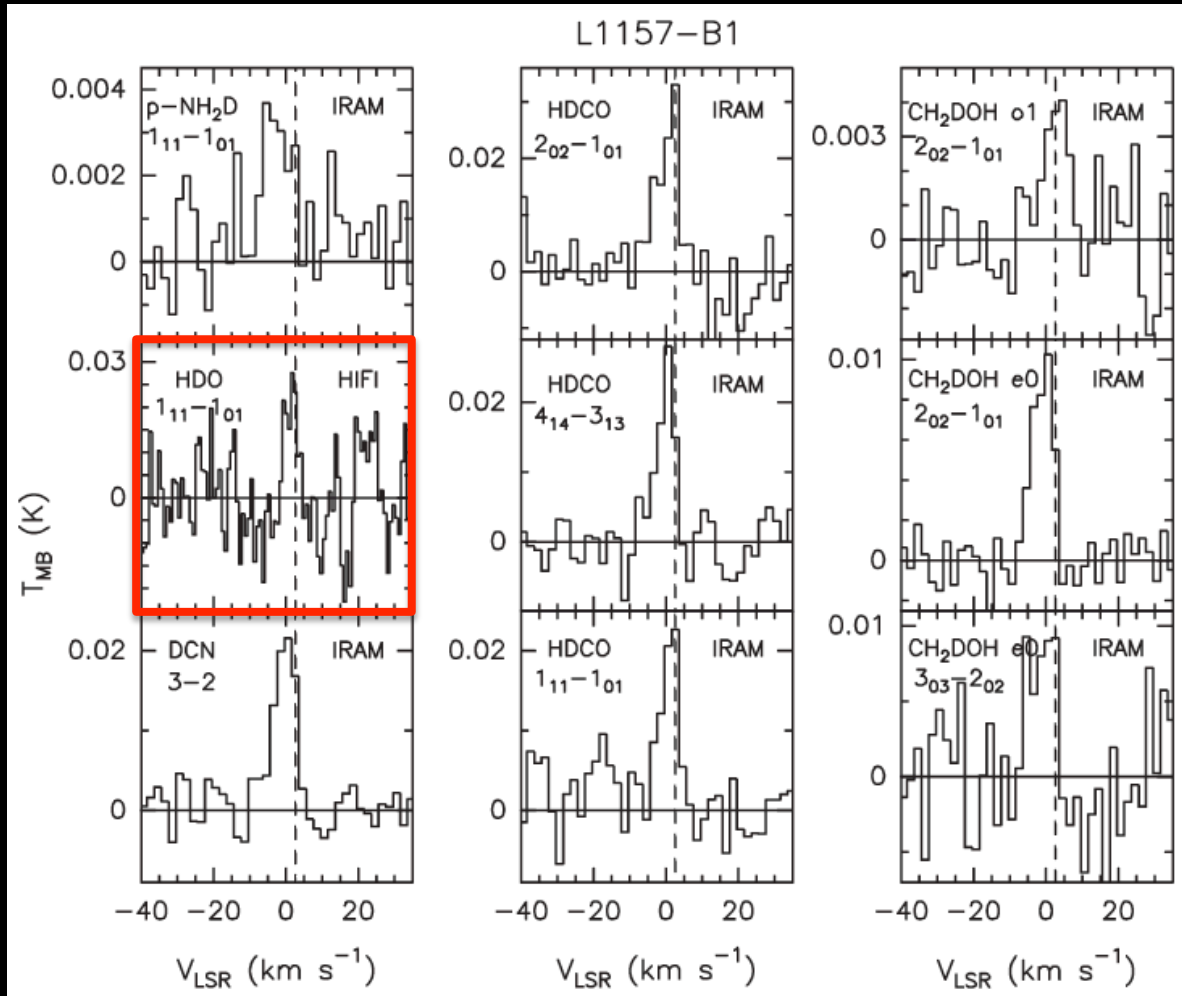 L1157-B1
p-NH₂D IRAM
1₁₁-1₀₁
0.004
0.002
0
HDCO IRAM
2₀₂-1₀₁
0.02
0
CH₂DOH o1 IRAM
2₀₂-1₀₁
0.003
0
HDO HIFI
1₁₁-1₀₁
0.03
0
HDCO IRAM
4₁₄-3₁₃
0.02
0
CH₂DOH e0 IRAM
2₀₂-1₀₁
0.01
0
T_MB (K)
DCN IRAM
3-2
0.02
0
HDCO IRAM
1₁₁-1₀₁
0.02
0
CH₂DOH e0 IRAM
3₀₃-2₀₂
0.01
0
-40 -20 0 20
-40 -20 0 20
-40 -20 0 20
V_LSR (km s⁻¹)
V_LSR (km s⁻¹)
V_LSR (km s⁻¹)